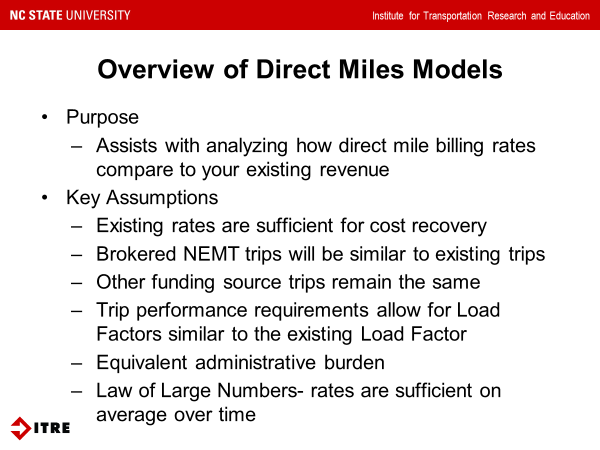 NC STATE UNIVERSITY
Institute for Transportation Research and Education
Overview of Direct Miles Models
• Purpose
– Assists with analyzing how direct mile billing rates
compare to your existing revenue
• Key Assumptions
– Existing rates are sufficient for cost recovery
– Brokered NEMT trips will be similar to existing trips
– Other funding source trips remain the same
– Trip performance requirements allow for Load
Factors similar to the existing Load Factor
– Equivalent administrative burden
– Law of Large Numbers- rates are sufficient on
average over time
ITRE